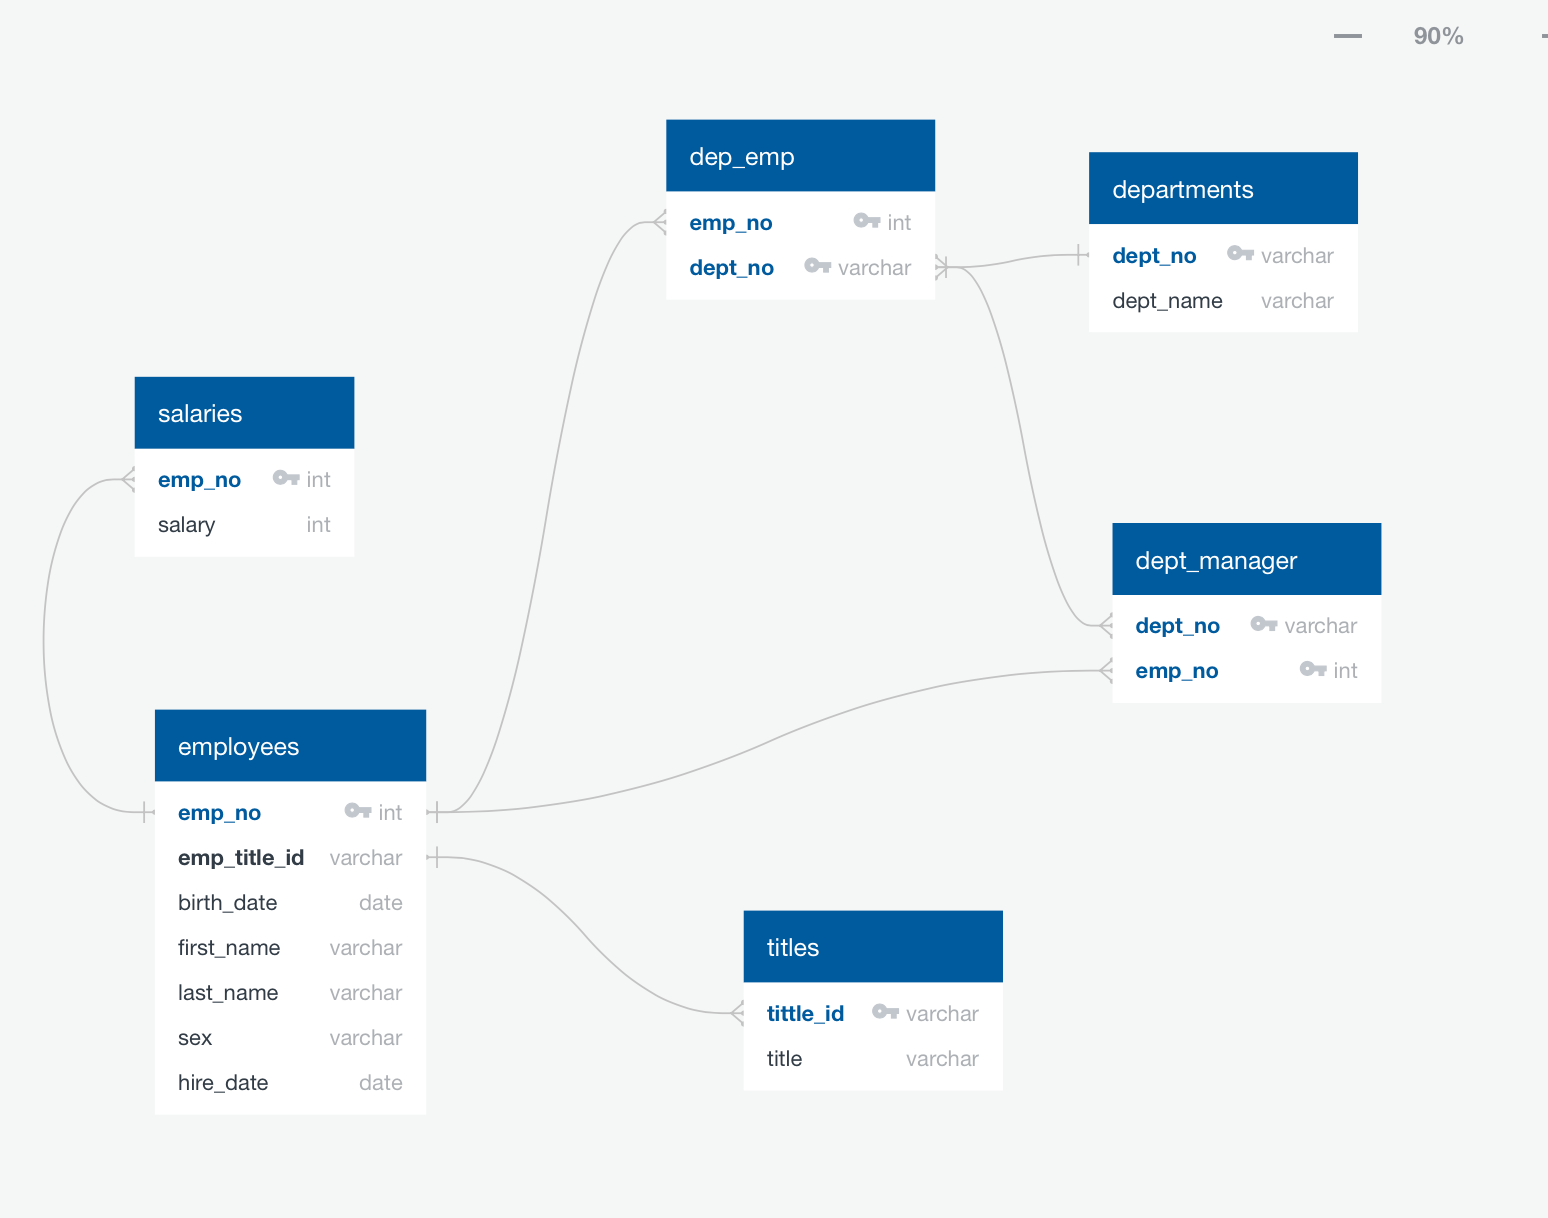 90%
dep_emp
emp_no int
dept_no varchar
departments
dept_no varchar
dept_name varchar
salaries
emp_no int
salary int
dept_manager
dept_no varchar
emp_no int
employees
emp_no int
emp_title_id varchar
birth_date date
first_name varchar
last_name varchar
sex varchar
hire_date date
titles
tittle_id varchar
title varchar